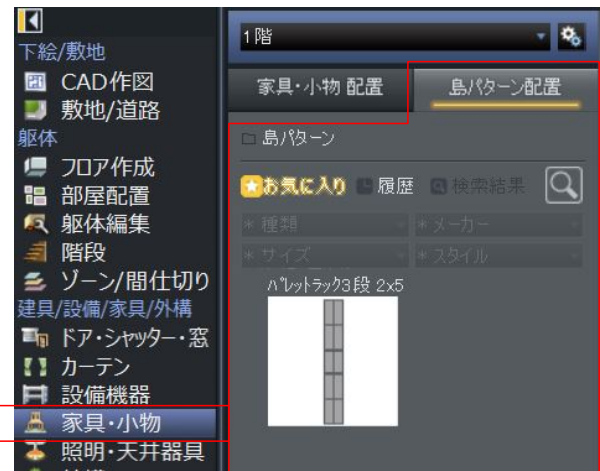 下絵/敷地
CAD作図
敷地/道路
躯体
フロア作成
部屋配置
躯体編集
階段
ゾーン/間仕切り
建具/設備/家具/外構
ドア・シャッター・窓
カーテン
設備機器
家具・小物
照明・天井器具
1階
家具・小物 配置
島パターン配置
島パターン
お気に入り 履歴 検索結果
* 種類 * メーカー
* サイズ * スタイル
パレットラック3段 2x5